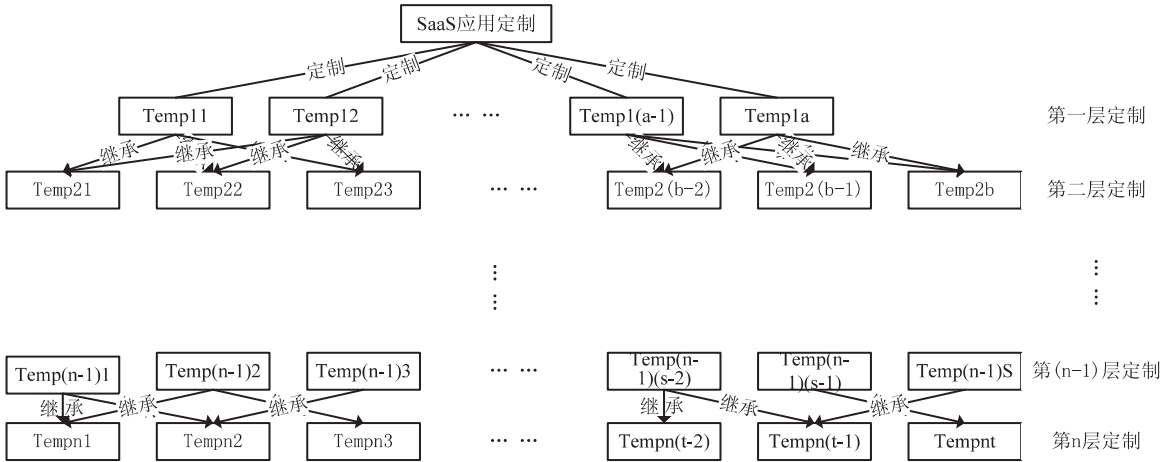 SaaS应用定制
定制 定制 定制 定制
Temp11 Temp12 … … Temp1(a-1) Temp1a 第一层定制
继承 继承 继承 继承 继承 继承 继承 继承
Temp21 Temp22 Temp23 … … Temp2(b-2) Temp2(b-1) Temp2b 第二层定制
Temp(n-1)1 Temp(n-1)2 Temp(n-1)3 … … Temp(n-1)(s-2) Temp(n-1)(s-1) Temp(n-1)S 第(n-1)层定制
继承 继承 继承 继承 继承 继承
Tempn1 Tempn2 Tempn3 … … Tempn(t-2) Tempn(t-1) Tempnt 第n层定制